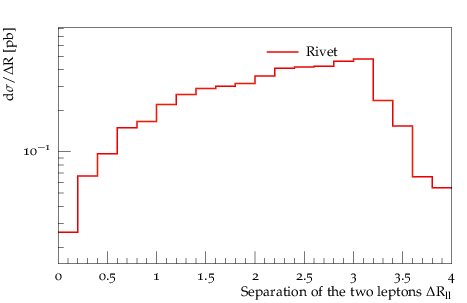 dσ/ΔR [pb]
Rivet
10⁻¹
0 0.5 1 1.5 2 2.5 3 3.5 4
Separation of the two leptons ΔRₗₗ